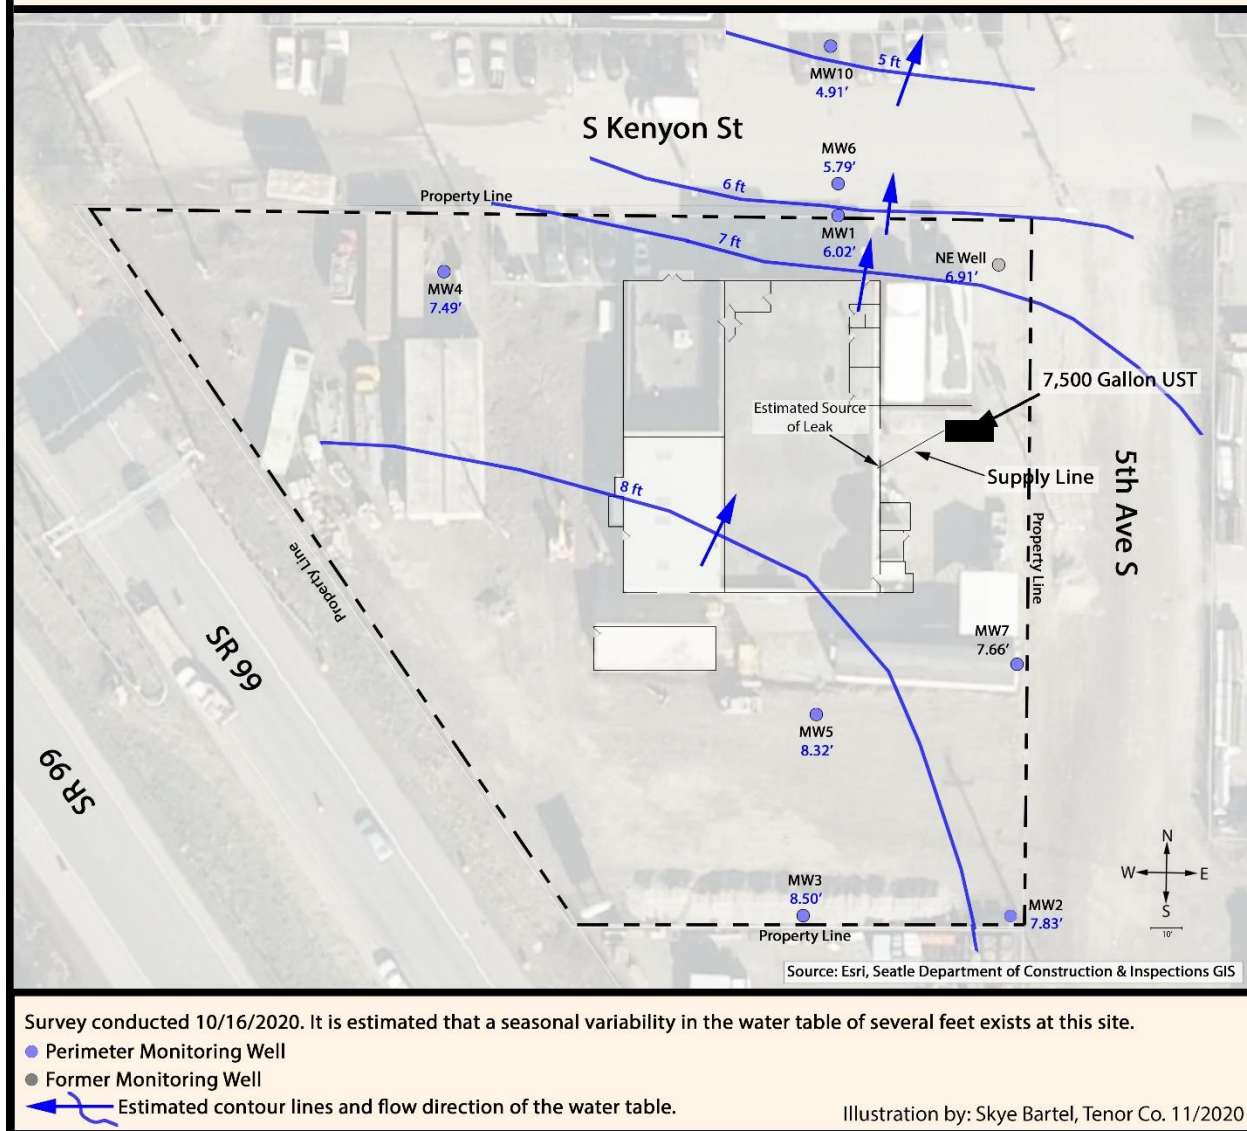 5 ft
MW10
4.91'
S Kenyon St
MW6
5.79'
6 ft
Property Line
MW1
6.02'
7 ft
NE Well
6.91'
MW4
7.49'
7,500 Gallon UST
Estimated Source
of Leak
Supply Line
5th Ave S
8 ft
Property Line
Property Line
SR 99
SR 99
MW7
7.66'
MW5
8.32'
MW3
8.50'
MW2
7.83'
Property Line
N
W E
S
10'
Source: Esri, Seatle Department of Construction & Inspections GIS
Survey conducted 10/16/2020. It is estimated that a seasonal variability in the water table of several feet exists at this site.
Perimeter Monitoring Well
Former Monitoring Well
Estimated contour lines and flow direction of the water table.
Illustration by: Skye Bartel, Tenor Co. 11/2020